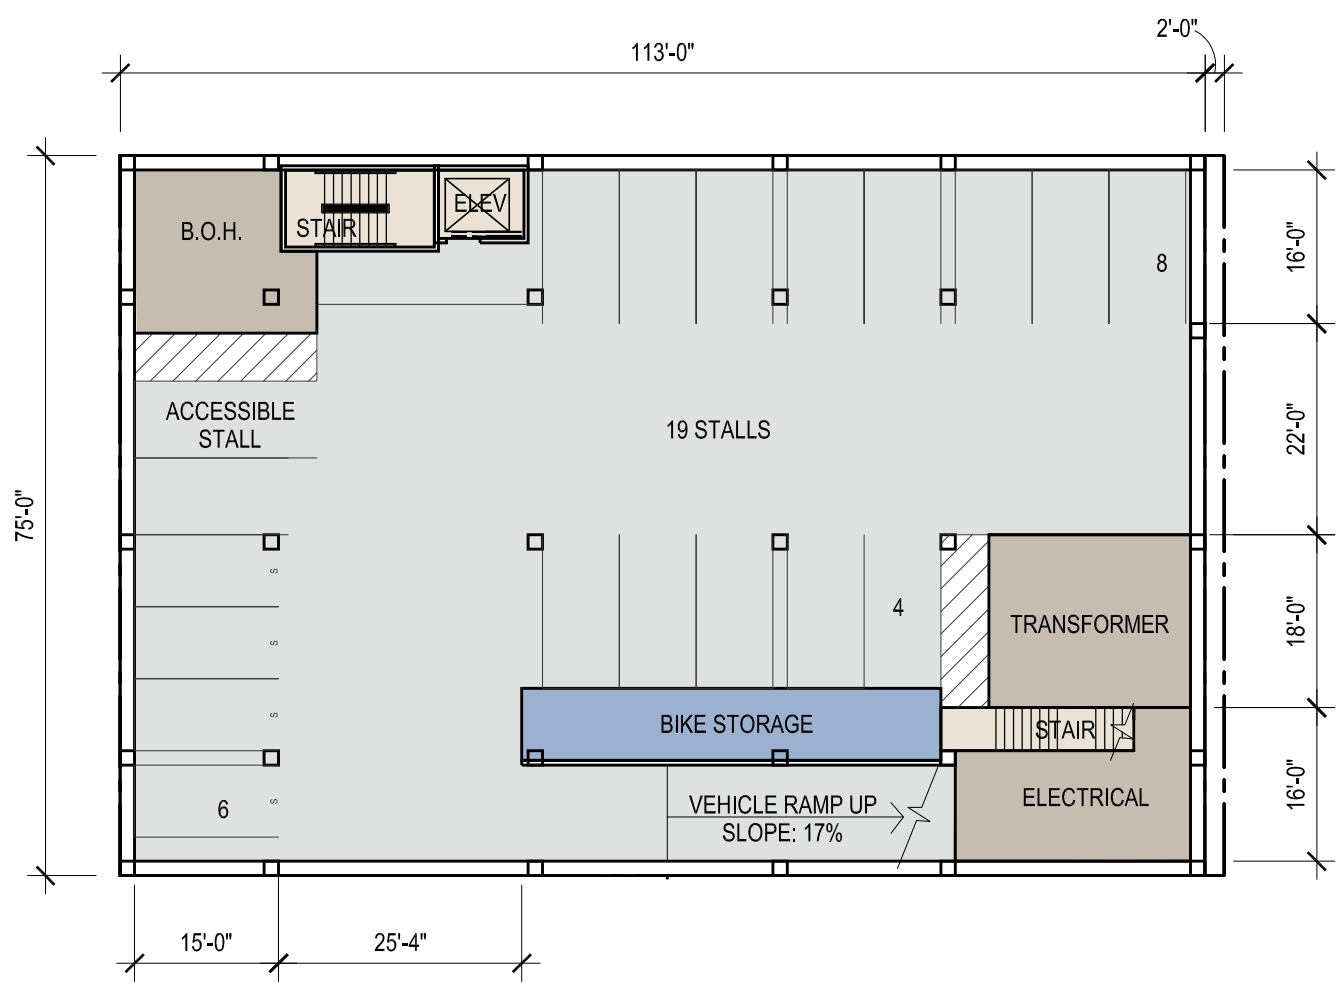 2'-0"
113'-0"
B.O.H.
STAIR
ELEV
8
16'-0"
ACCESSIBLE
STALL
19 STALLS
22'-0"
75'-0"
S
S
S
S
4
TRANSFORMER
18'-0"
BIKE STORAGE
STAIR
6
VEHICLE RAMP UP
SLOPE: 17%
ELECTRICAL
16'-0"
15'-0"
25'-4"